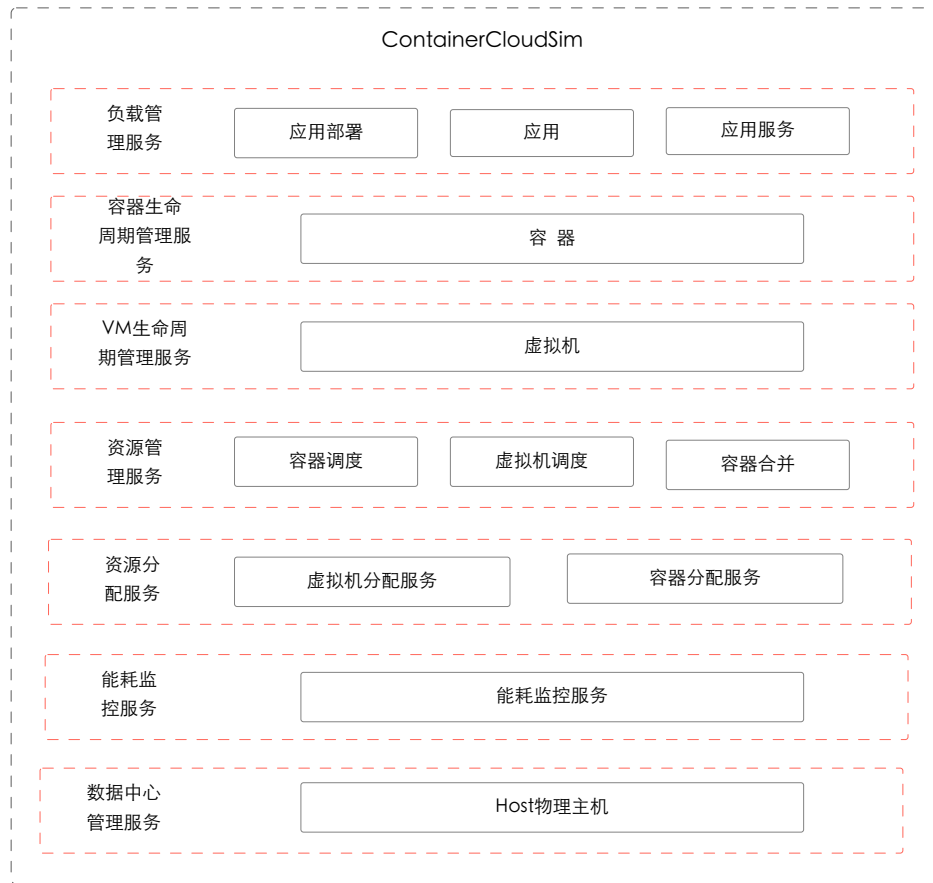 ContainerCloudSim
负载管
理服务
应用部署
应用
应用服务
容器生命
周期管理服
务
容 器
VM生命周
期管理服务
虚拟机
资源管
理服务
容器调度
虚拟机调度
容器合并
资源分
配服务
虚拟机分配服务
容器分配服务
能耗监
控服务
能耗监控服务
数据中心
管理服务
Host物理主机